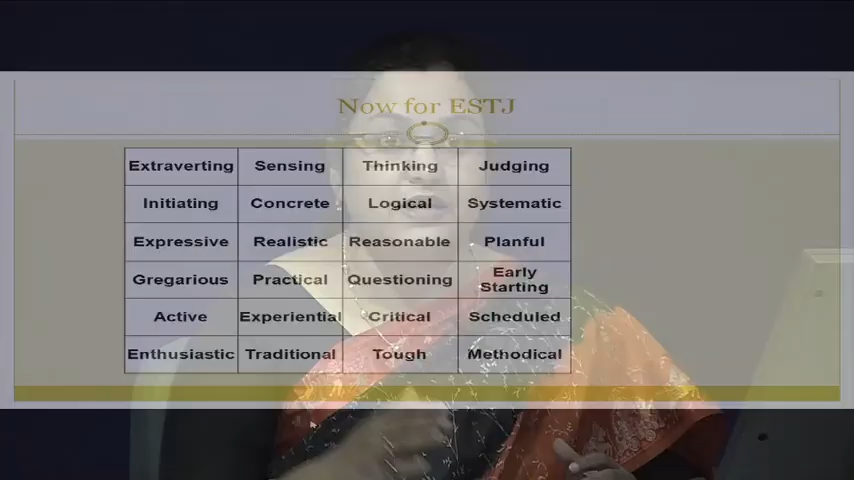 Now for ESTJ
Extraverting Sensing Thinking Judging
Initiating Concrete Logical Systematic
Expressive Realistic Reasonable Planful
Gregarious Practical Questioning Early Starting
Active Experiential Critical Scheduled
Enthusiastic Traditional Tough Methodical